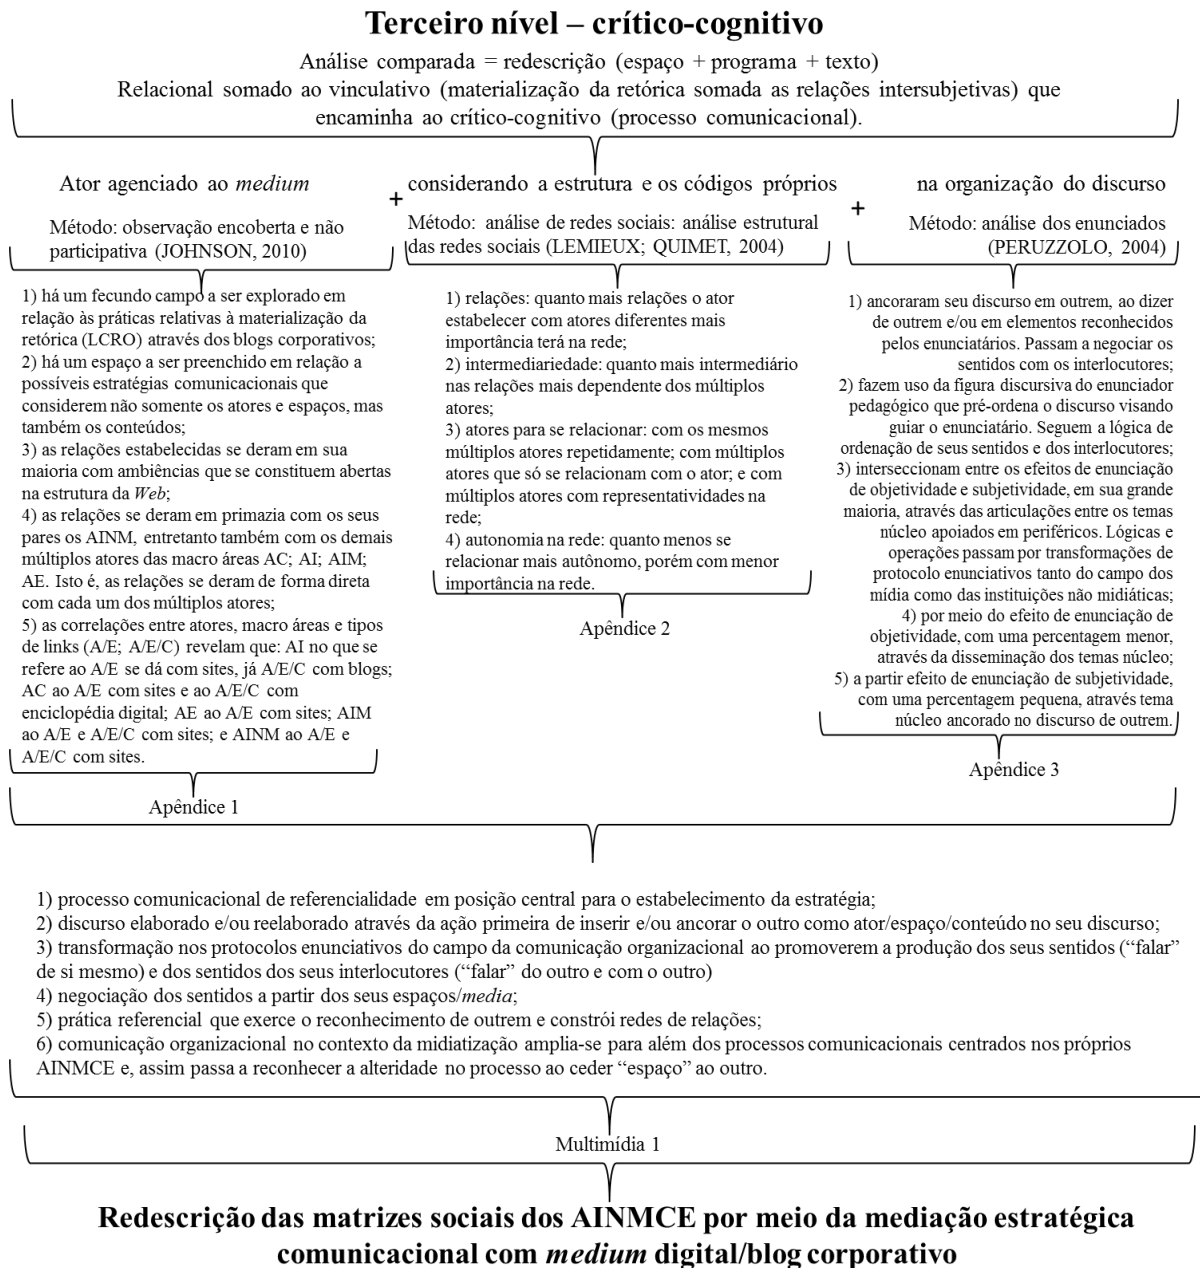 Terceiro nível – crítico-cognitivo
Análise comparada = redescrição (espaço + programa + texto)
Relacional somado ao vinculativo (materialização da retórica somada as relações intersubjetivas) que
encaminha ao crítico-cognitivo (processo comunicacional).
Ator agenciado ao medium
Método: observação encoberta e não
participativa (JOHNSON, 2010)
1) há um fecundo campo a ser explorado em
relação às práticas relativas à materialização da
retórica (LCRO) através dos blogs corporativos;
2) há um espaço a ser preenchido em relação a
possíveis estratégias comunicacionais que
considerem não somente os atores e espaços, mas
também os conteúdos;
3) as relações estabelecidas se deram em sua
maioria com ambiências que se constituem abertas
na estrutura da Web;
4) as relações se deram em primazia com os seus
pares os AINM, entretanto também com os demais
múltiplos atores das macro áreas AC; AI; AIM;
AE. Isto é, as relações se deram de forma direta
com cada um dos múltiplos atores;
5) as correlações entre atores, macro áreas e tipos
de links (A/E; A/E/C) revelam que: AI no que se
refere ao A/E se dá com sites, já A/E/C com blogs;
AC ao A/E com sites e ao A/E/C com
enciclopédia digital; AE ao A/E com sites; AIM
ao A/E e A/E/C com sites; e AINM ao A/E e
A/E/C com sites.
Apêndice 1
+
considerando a estrutura e os códigos próprios
Método: análise de redes sociais: análise estrutural
das redes sociais (LEMIEUX; QUIMET, 2004)
1) relações: quanto mais relações o ator
estabelecer com atores diferentes mais
importância terá na rede;
2) intermediariedade: quanto mais intermediário
nas relações mais dependente dos múltiplos
atores;
3) atores para se relacionar: com os mesmos
múltiplos atores repetidamente; com múltiplos
atores que só se relacionam com o ator; e com
múltiplos atores com representatividades na
rede;
4) autonomia na rede: quanto menos se
relacionar mais autônomo, porém com menor
importância na rede.
Apêndice 2
+
na organização do discurso
Método: análise dos enunciados
(PERUZZOLO, 2004)
1) ancoraram seu discurso em outrem, ao dizer
de outrem e/ou em elementos reconhecidos
pelos enunciatários. Passam a negociar os
sentidos com os interlocutores;
2) fazem uso da figura discursiva do enunciador
pedagógico que pré-ordena o discurso visando
guiar o enunciatário. Seguem a lógica de
ordenação de seus sentidos e dos interlocutores;
3) interseccionam entre os efeitos de enunciação
de objetividade e subjetividade, em sua grande
maioria, através das articulações entre os temas
núcleo apoiados em periféricos. Lógicas e
operações passam por transformações de
protocolo enunciativos tanto do campo dos
mídia como das instituições não midiáticas;
4) por meio do efeito de enunciação de
objetividade, com uma percentagem menor,
através da disseminação dos temas núcleo;
5) a partir efeito de enunciação de subjetividade,
com uma percentagem pequena, através tema
núcleo ancorado no discurso de outrem.
Apêndice 3
1) processo comunicacional de referencialidade em posição central para o estabelecimento da estratégia;
2) discurso elaborado e/ou reelaborado através da ação primeira de inserir e/ou ancorar o outro como ator/espaço/conteúdo no seu discurso;
3) transformação nos protocolos enunciativos do campo da comunicação organizacional ao promoverem a produção dos seus sentidos (“falar”
de si mesmo) e dos sentidos dos seus interlocutores (“falar” do outro e com o outro)
4) negociação dos sentidos a partir dos seus espaços/media;
5) prática referencial que exerce o reconhecimento de outrem e constrói redes de relações;
6) comunicação organizacional no contexto da midiatização amplia-se para além dos processos comunicacionais centrados nos próprios
AINMCE e, assim passa a reconhecer a alteridade no processo ao ceder “espaço” ao outro.
Multimídia 1
Redescrição das matrizes sociais dos AINMCE por meio da mediação estratégica
comunicacional com medium digital/blog corporativo